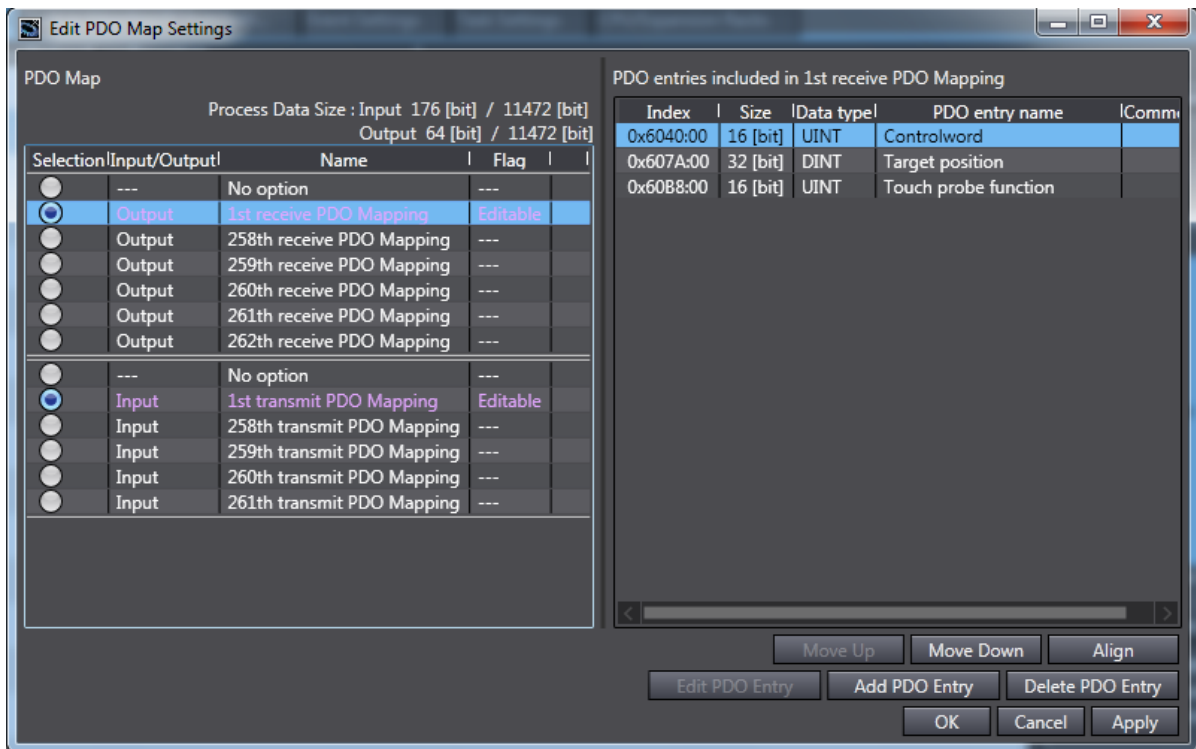 Edit PDO Map Settings
PDO Map
Process Data Size : Input 176 [bit] / 11472 [bit]
Output 64 [bit] / 11472 [bit]
Selection Input/Output Name Flag
--- No option ---
Output 1st receive PDO Mapping Editable
Output 258th receive PDO Mapping ---
Output 259th receive PDO Mapping ---
Output 260th receive PDO Mapping ---
Output 261th receive PDO Mapping ---
Output 262th receive PDO Mapping ---
--- No option ---
Input 1st transmit PDO Mapping Editable
Input 258th transmit PDO Mapping ---
Input 259th transmit PDO Mapping ---
Input 260th transmit PDO Mapping ---
Input 261th transmit PDO Mapping ---
PDO entries included in 1st receive PDO Mapping
Index Size Data type PDO entry name Comm
0x6040:00 16 [bit] UINT Controlword
0x607A:00 32 [bit] DINT Target position
0x60B8:00 16 [bit] UINT Touch probe function
Move Up Move Down Align
Edit PDO Entry Add PDO Entry Delete PDO Entry
OK Cancel Apply